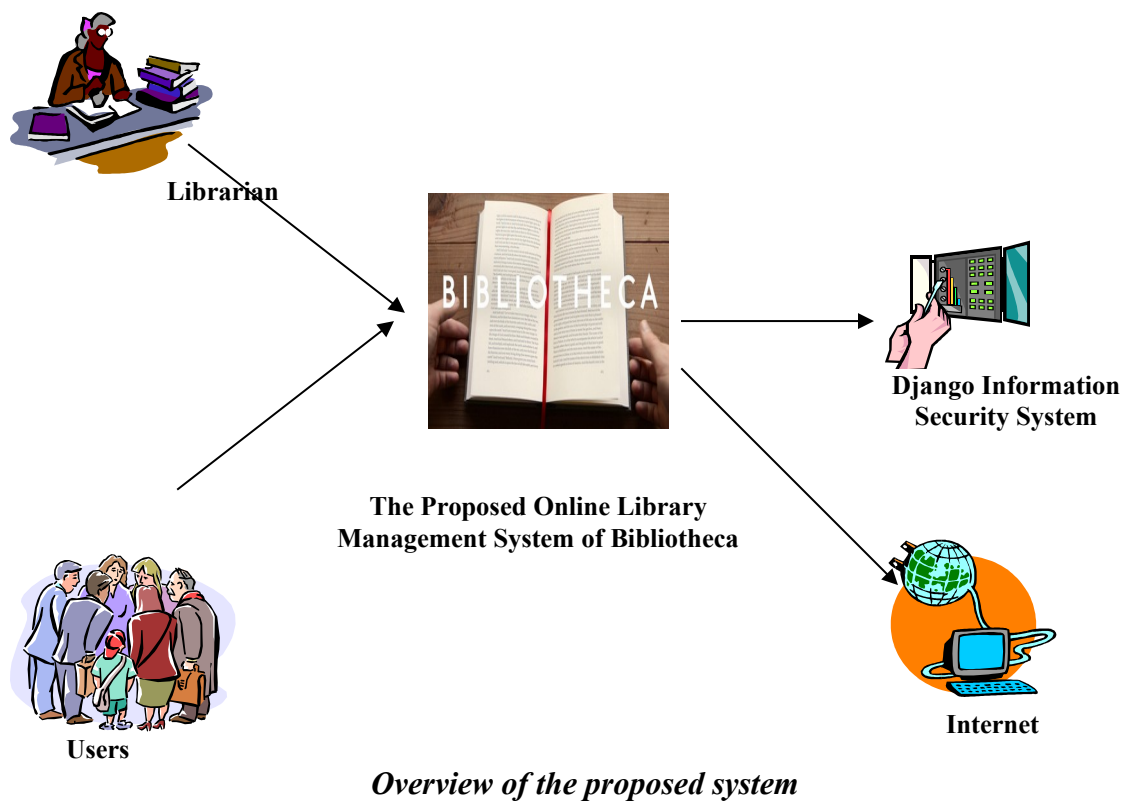 Librarian
BIBLIOTHECA
Django Information
Security System
The Proposed Online Library
Management System of Bibliotheca
Users
Internet
Overview of the proposed system